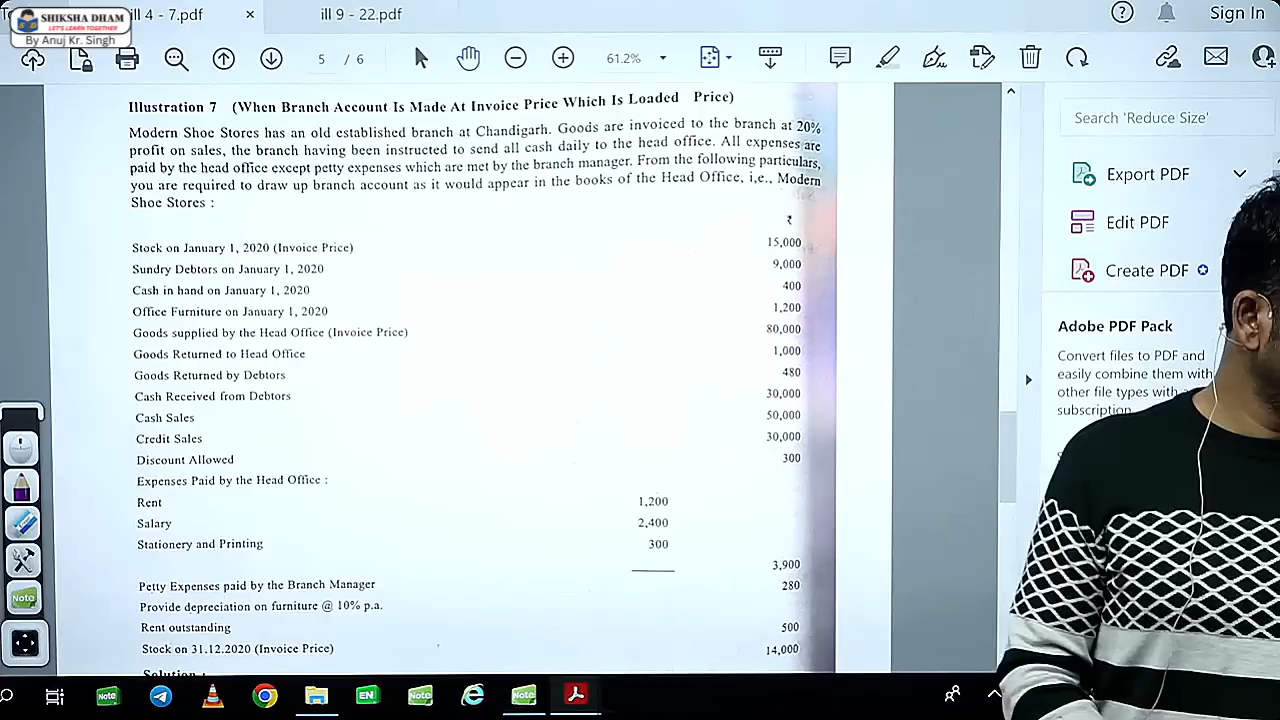 SHIKSHA DHAM
LET'S LEARN TOGETHER
By Anuj Kr. Singh
ill 4 - 7.pdf
ill 9 - 22.pdf
Sign In
5 / 6
61.2%
Illustration 7 (When Branch Account Is Made At Invoice Price Which Is Loaded Price)
Modern Shoe Stores has an old established branch at Chandigarh. Goods are invoiced to the branch at 20%
profit on sales, the branch having been instructed to send all cash daily to the head office. All expenses are
paid by the head office except petty expenses which are met by the branch manager. From the following particulars,
you are required to draw up branch account as it would appear in the books of the Head Office, i,e., Modern
Shoe Stores :
₹
Stock on January 1, 2020 (Invoice Price) 15,000
Sundry Debtors on January 1, 2020 9,000
Cash in hand on January 1, 2020 400
Office Furniture on January 1, 2020 1,200
Goods supplied by the Head Office (Invoice Price) 80,000
Goods Returned to Head Office 1,000
Goods Returned by Debtors 480
Cash Received from Debtors 30,000
Cash Sales 50,000
Credit Sales 30,000
Discount Allowed 300
Expenses Paid by the Head Office :
Rent 1,200
Salary 2,400
Stationery and Printing 300
3,900
Petty Expenses paid by the Branch Manager 280
Provide depreciation on furniture @ 10% p.a.
Rent outstanding 500
Stock on 31.12.2020 (Invoice Price) 14,000
Solution :
Search 'Reduce Size'
Export PDF
Edit PDF
Create PDF
Adobe PDF Pack
Convert files to PDF and
easily combine them with
other file types with a
subscription
Note
Note
EN
Note
Note